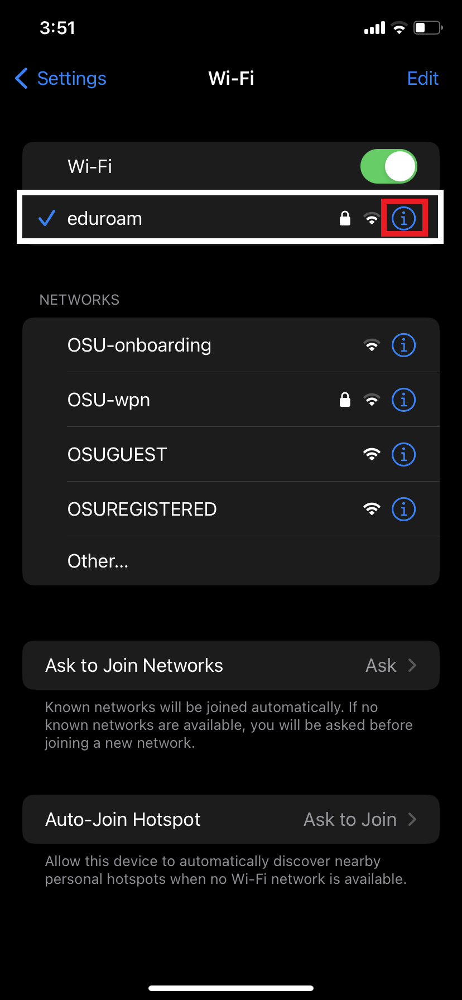 3:51
Settings
Wi-Fi
Edit
Wi-Fi
eduroam
NETWORKS
OSU-onboarding
OSU-wpn
OSUGUEST
OSUREGISTERED
Other...
Ask to Join Networks Ask
Known networks will be joined automatically. If no
known networks are available, you will be asked before
joining a new network.
Auto-Join Hotspot Ask to Join
Allow this device to automatically discover nearby
personal hotspots when no Wi-Fi network is available.